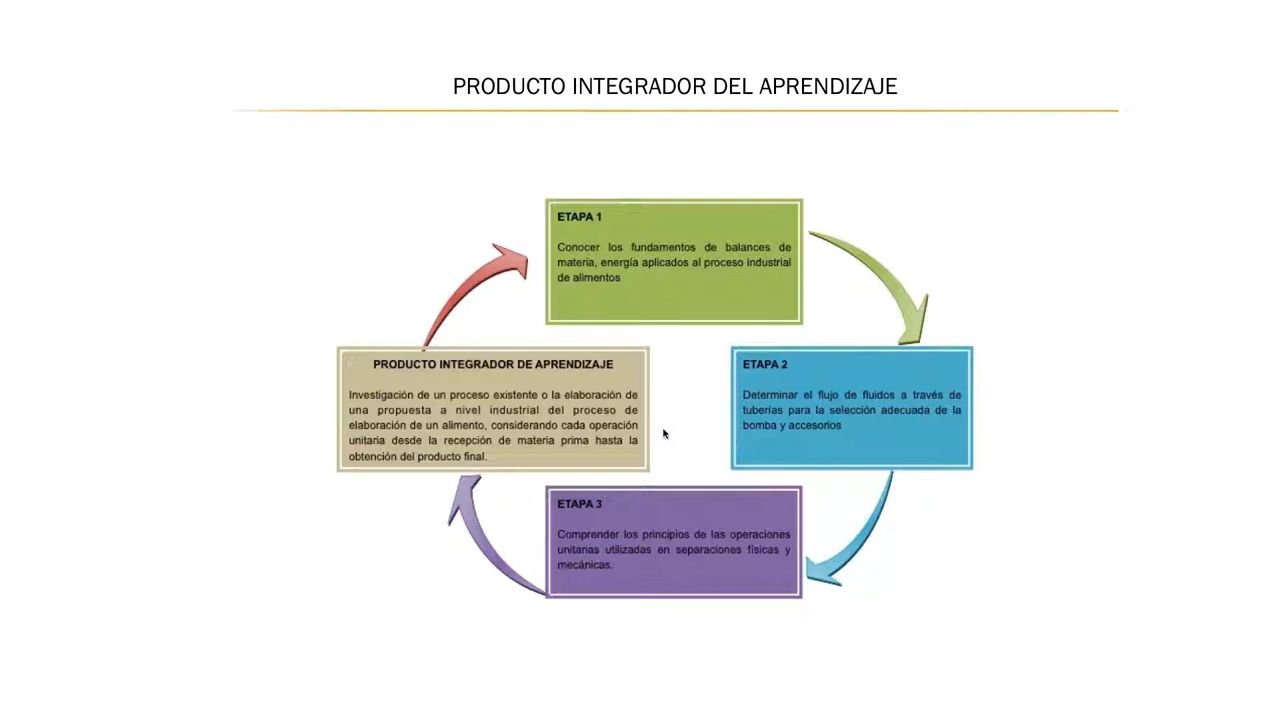 PRODUCTO INTEGRADOR DEL APRENDIZAJE
ETAPA 1
Conocer los fundamentos de balances de
materia, energía aplicados al proceso industrial
de alimentos
ETAPA 2
Determinar el flujo de fluidos a través de
tuberías para la selección adecuada de la
bomba y accesorios
ETAPA 3
Comprender los principios de las operaciones
unitarias utilizadas en separaciones físicas y
mecánicas.
PRODUCTO INTEGRADOR DE APRENDIZAJE
Investigación de un proceso existente o la elaboración de
una propuesta a nivel industrial del proceso de
elaboración de un alimento, considerando cada operación
unitaria desde la recepción de materia prima hasta la
obtención del producto final.